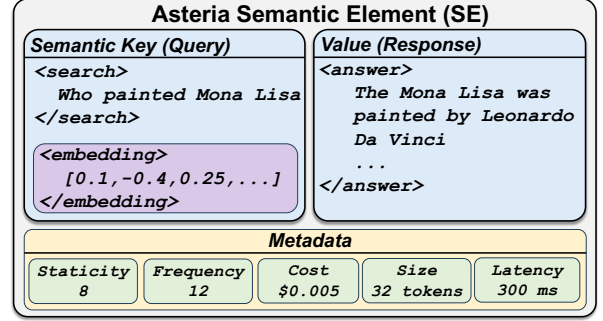 Asteria Semantic Element (SE)
Semantic Key (Query)
<search>
Who painted Mona Lisa
</search>
<embedding>
[0.1,-0.4,0.25,...]
</embedding>
Value (Response)
<answer>
The Mona Lisa was
painted by Leonardo
Da Vinci
...
</answer>
Metadata
Staticity
8
Frequency
12
Cost
$0.005
Size
32 tokens
Latency
300 ms